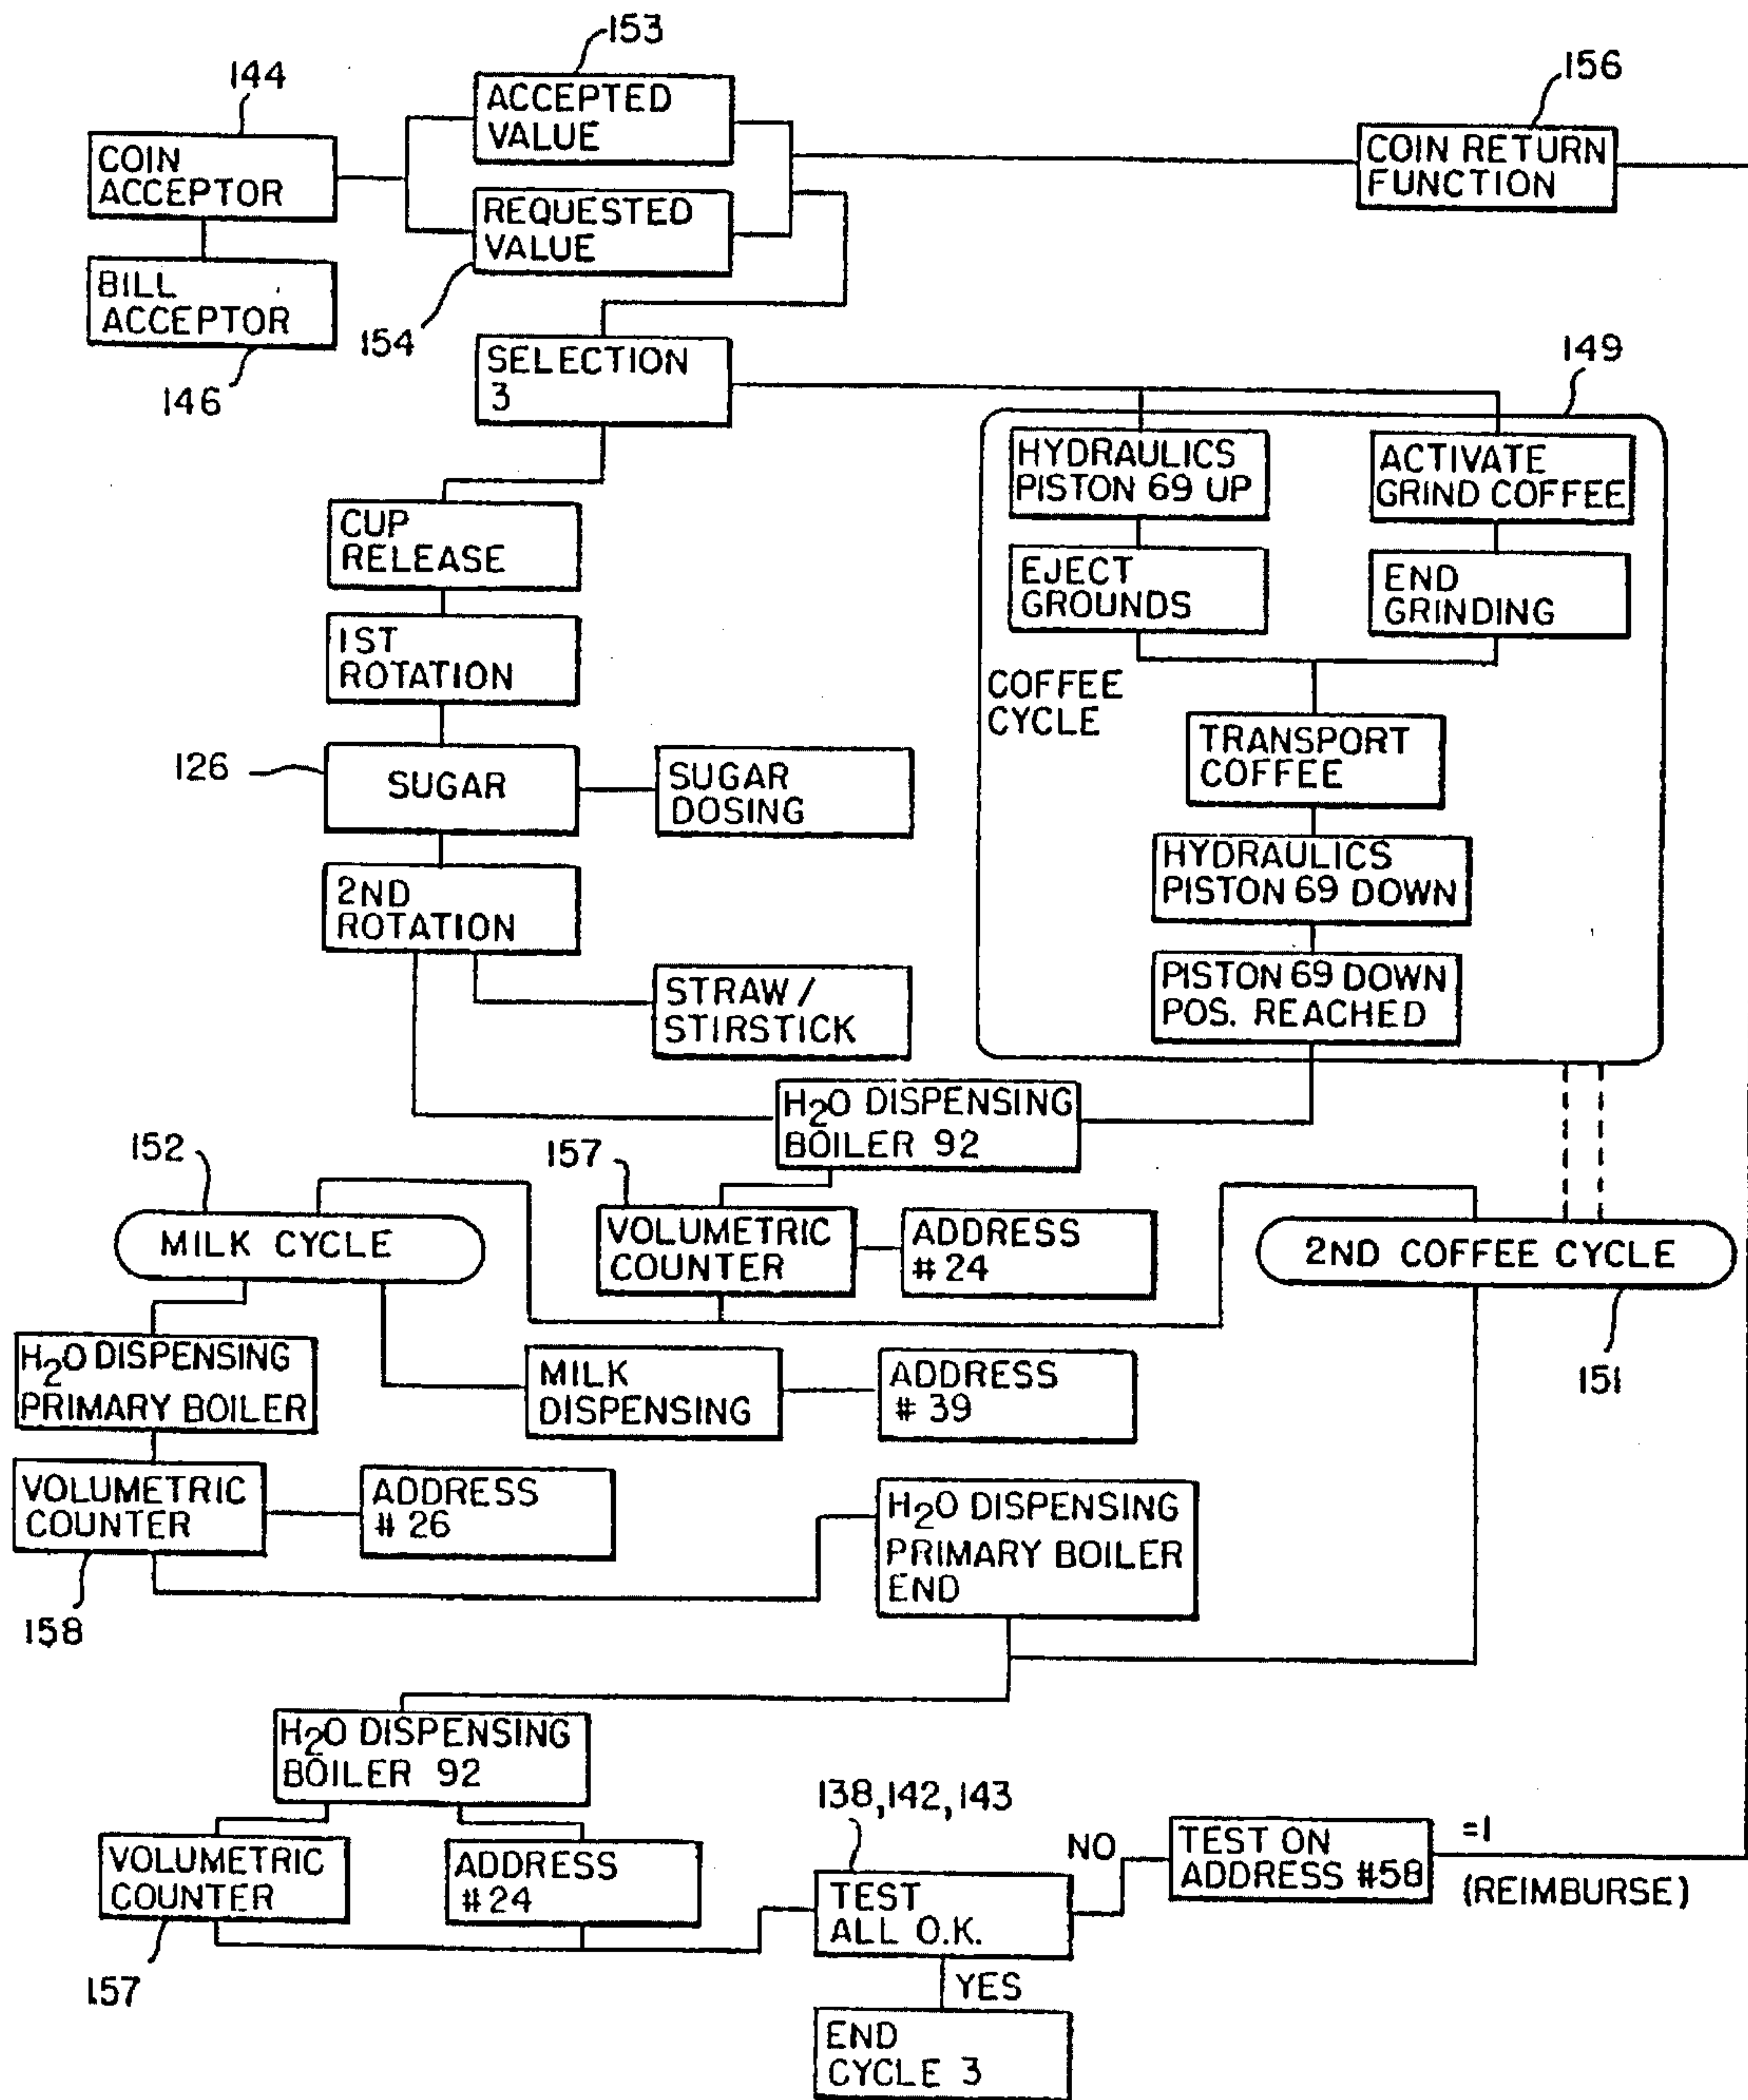 153
144
156
ACCEPTED
VALUE
COIN
ACCEPTOR
COIN RETURN
FUNCTION
REQUESTED
VALUE
BILL
ACCEPTOR
154
146
SELECTION
3
149
HYDRAULICS
PISTON 69 UP
ACTIVATE
GRIND COFFEE
CUP
RELEASE
EJECT
GROUNDS
END
GRINDING
1ST
ROTATION
COFFEE
CYCLE
TRANSPORT
COFFEE
126
SUGAR
SUGAR
DOSING
HYDRAULICS
PISTON 69 DOWN
2ND
ROTATION
PISTON 69 DOWN
POS. REACHED
STRAW/
STIRSTICK
H2O DISPENSING
BOILER 92
152
157
MILK CYCLE
VOLUMETRIC
COUNTER
ADDRESS
#24
2ND COFFEE CYCLE
151
H2O DISPENSING
PRIMARY BOILER
MILK
DISPENSING
ADDRESS
# 39
VOLUMETRIC
COUNTER
ADDRESS
# 26
H2O DISPENSING
PRIMARY BOILER
END
158
H2O DISPENSING
BOILER 92
138,142,143
VOLUMETRIC
COUNTER
ADDRESS
#24
TEST
ALL O.K.
NO
TEST ON
ADDRESS #58
=1
(REIMBURSE)
157
YES
END
CYCLE 3